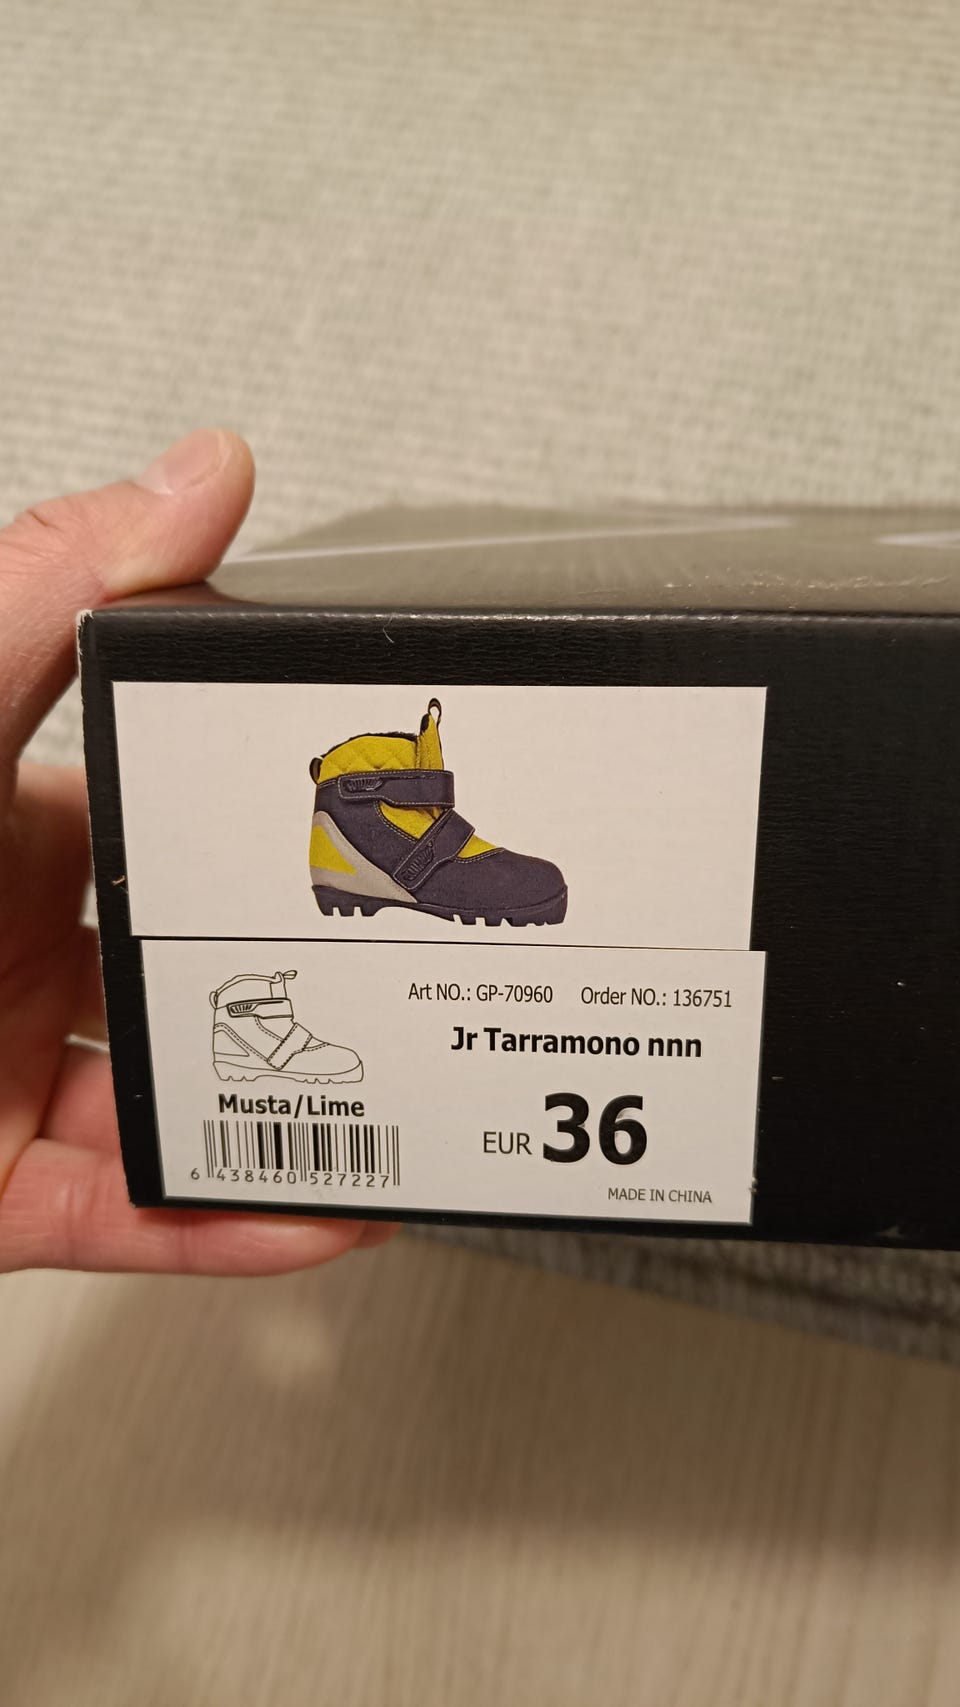 Art NO.: GP-70960 Order NO.: 136751
Jr Tarramono nnn
Musta/Lime
EUR 36
6 438460 527227
MADE IN CHINA